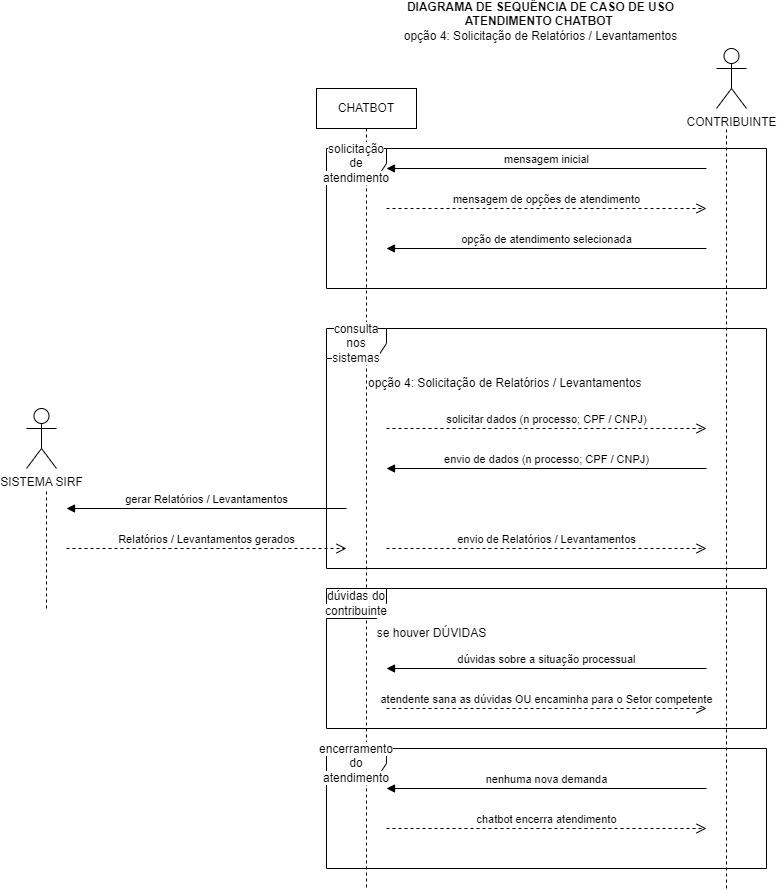 DIAGRAMA DE SEQUÊNCIA DE CASO DE USO
ATENDIMENTO CHATBOT
opção 4: Solicitação de Relatórios / Levantamentos
CHATBOT
CONTRIBUINTE
solicitação
de
atendimento
mensagem inicial
mensagem de opções de atendimento
opção de atendimento selecionada
consulta
nos
sistemas
opção 4: Solicitação de Relatórios / Levantamentos
solicitar dados (n processo; CPF / CNPJ)
envio de dados (n processo; CPF / CNPJ)
SISTEMA SIRF
gerar Relatórios / Levantamentos
Relatórios / Levantamentos gerados
envio de Relatórios / Levantamentos
dúvidas do
contribuinte
se houver DÚVIDAS
dúvidas sobre a situação processual
atendente sana as dúvidas OU encaminha para o Setor competente
encerramento
do
atendimento
nenhuma nova demanda
chatbot encerra atendimento